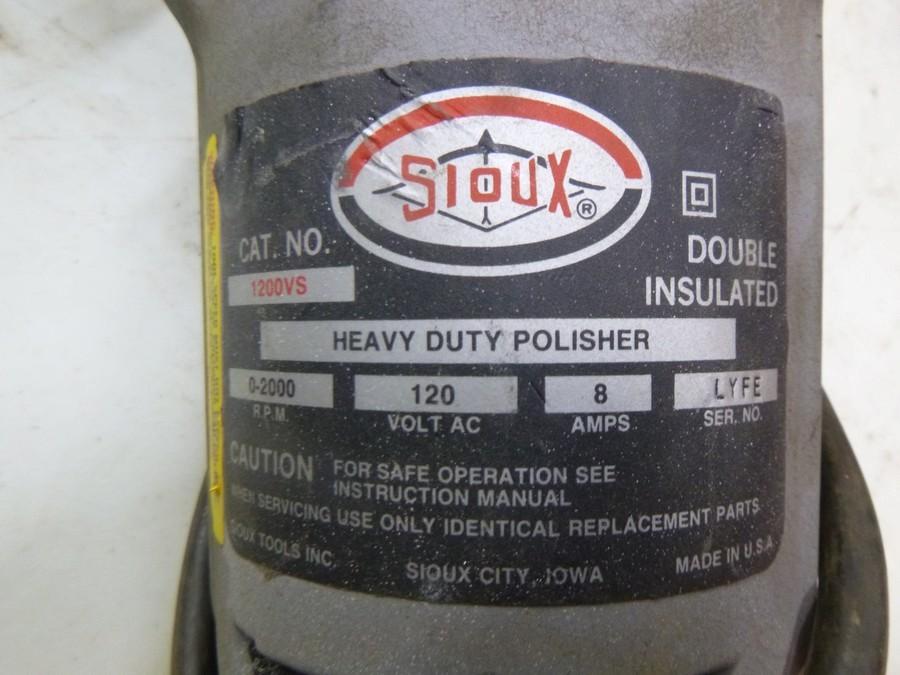 SIOUX ®
CAT. NO.
1200VS
DOUBLE
INSULATED
HEAVY DUTY POLISHER
0-2000 120 8 LYFE
R.P.M. VOLT AC AMPS SER. NO.
CAUTION FOR SAFE OPERATION SEE
INSTRUCTION MANUAL
WHEN SERVICING USE ONLY IDENTICAL REPLACEMENT PARTS
SIOUX TOOLS INC. SIOUX CITY, IOWA MADE IN U.S.A.